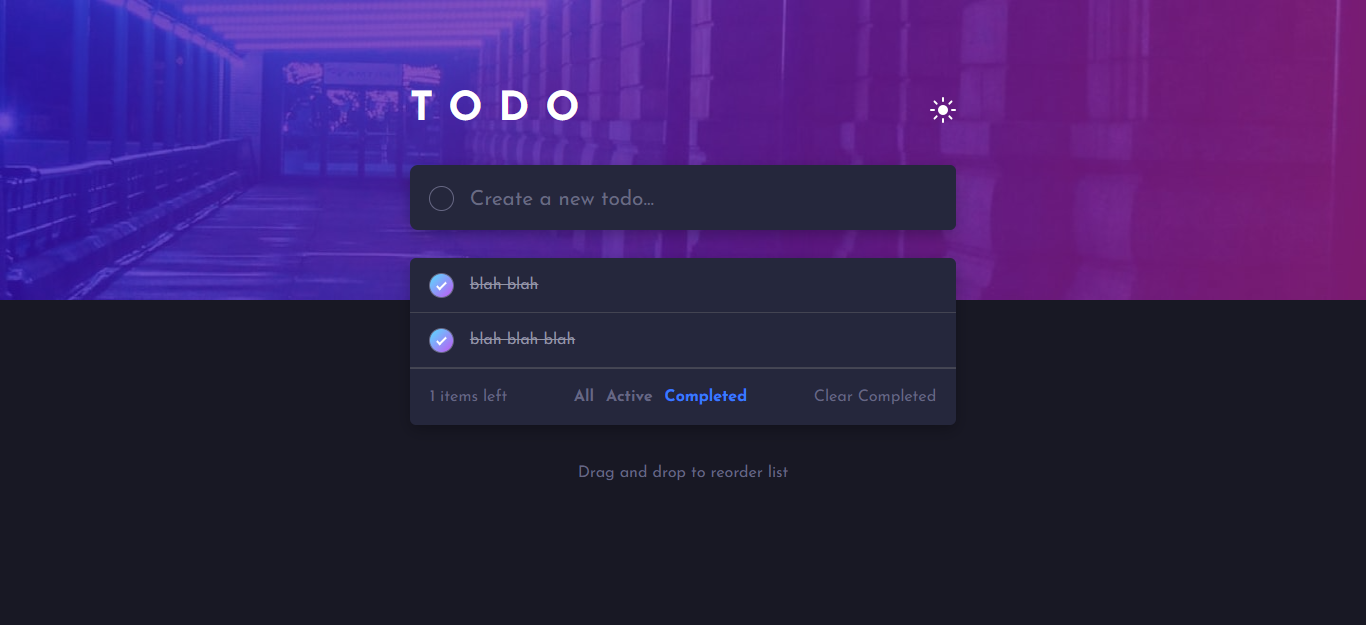 T O D O
Create a new todo...
blah blah
blah blah blah
1 items left All Active Completed Clear Completed
Drag and drop to reorder list